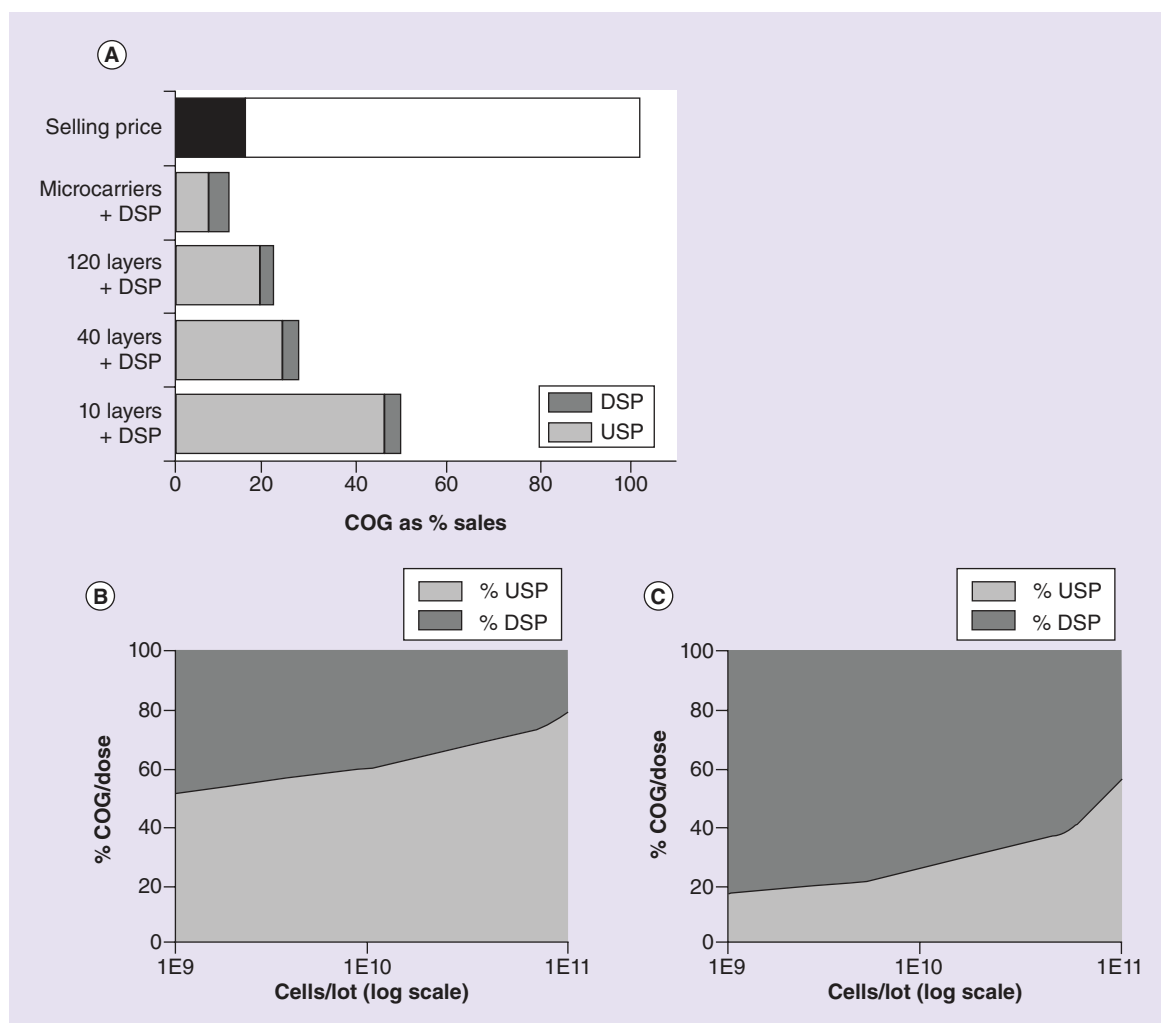 A
Selling price
Microcarriers
+ DSP
120 layers
+ DSP
40 layers
+ DSP
10 layers
+ DSP
DSP
USP
0 20 40 60 80 100
COG as % sales
B
% USP
% DSP
100
80
60
40
20
0
% COG/dose
1E9 1E10 1E11
Cells/lot (log scale)
C
% USP
% DSP
100
80
60
40
20
0
% COG/dose
1E9 1E10 1E11
Cells/lot (log scale)